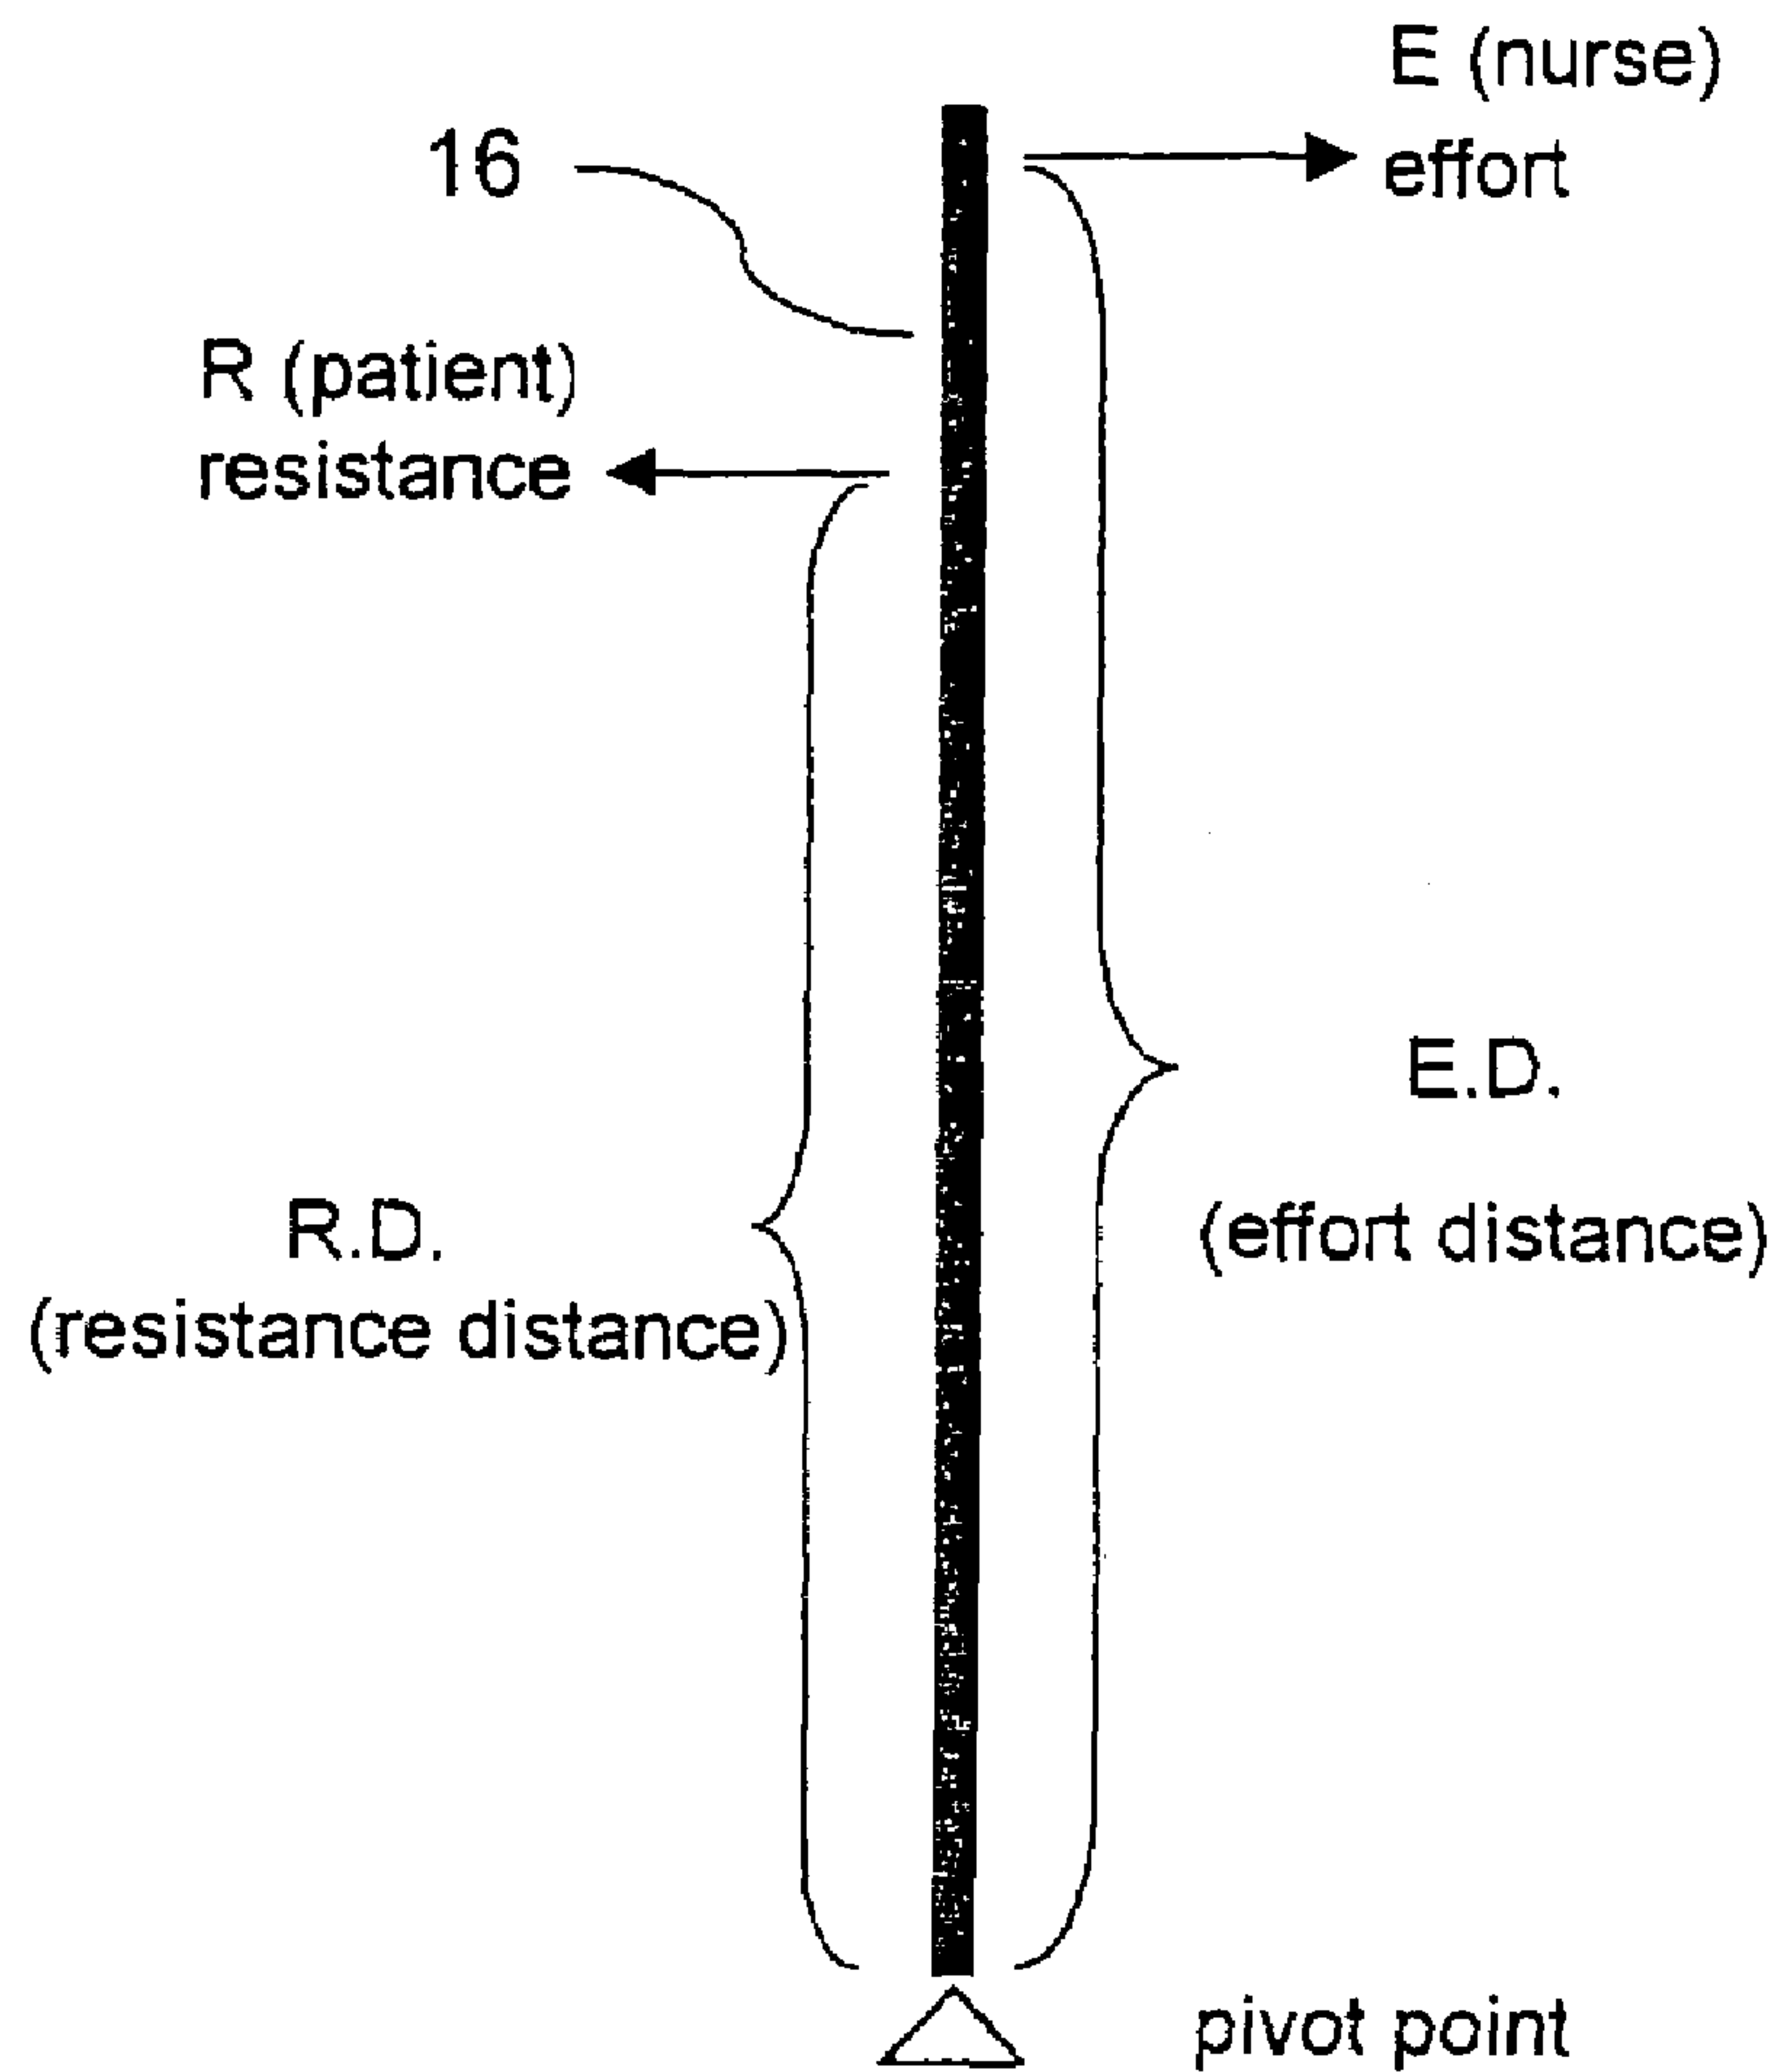 E (nurse)
effort
16
R (patient)
resistance
E.D.
(effort distance)
R.D.
(resistance distance)
pivot point